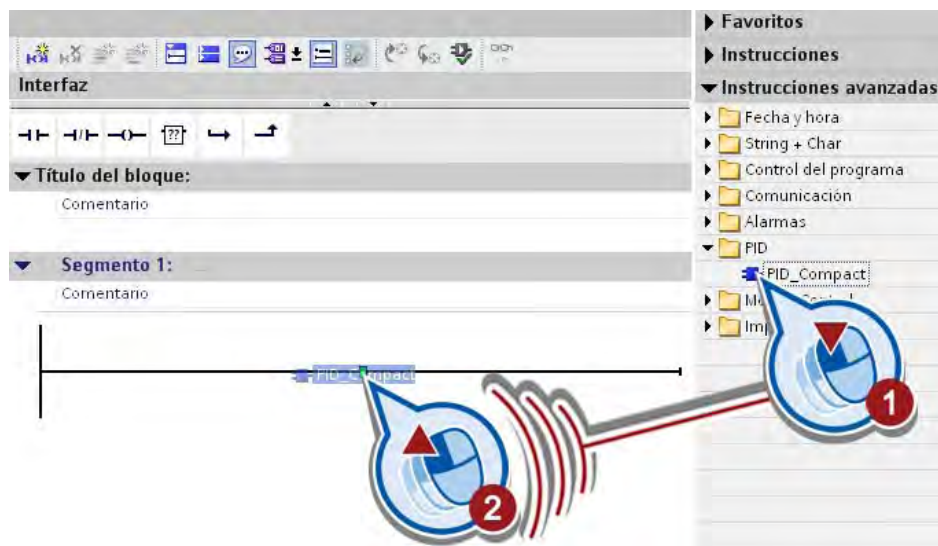 Interfaz
??
Título del bloque:
Comentario
Segmento 1:
Comentario
PID_Compact
2
Favoritos
Instrucciones
Instrucciones avanzadas
Fecha y hora
String + Char
Control del programa
Comunicación
Alarmas
PID
PID_Compact
1